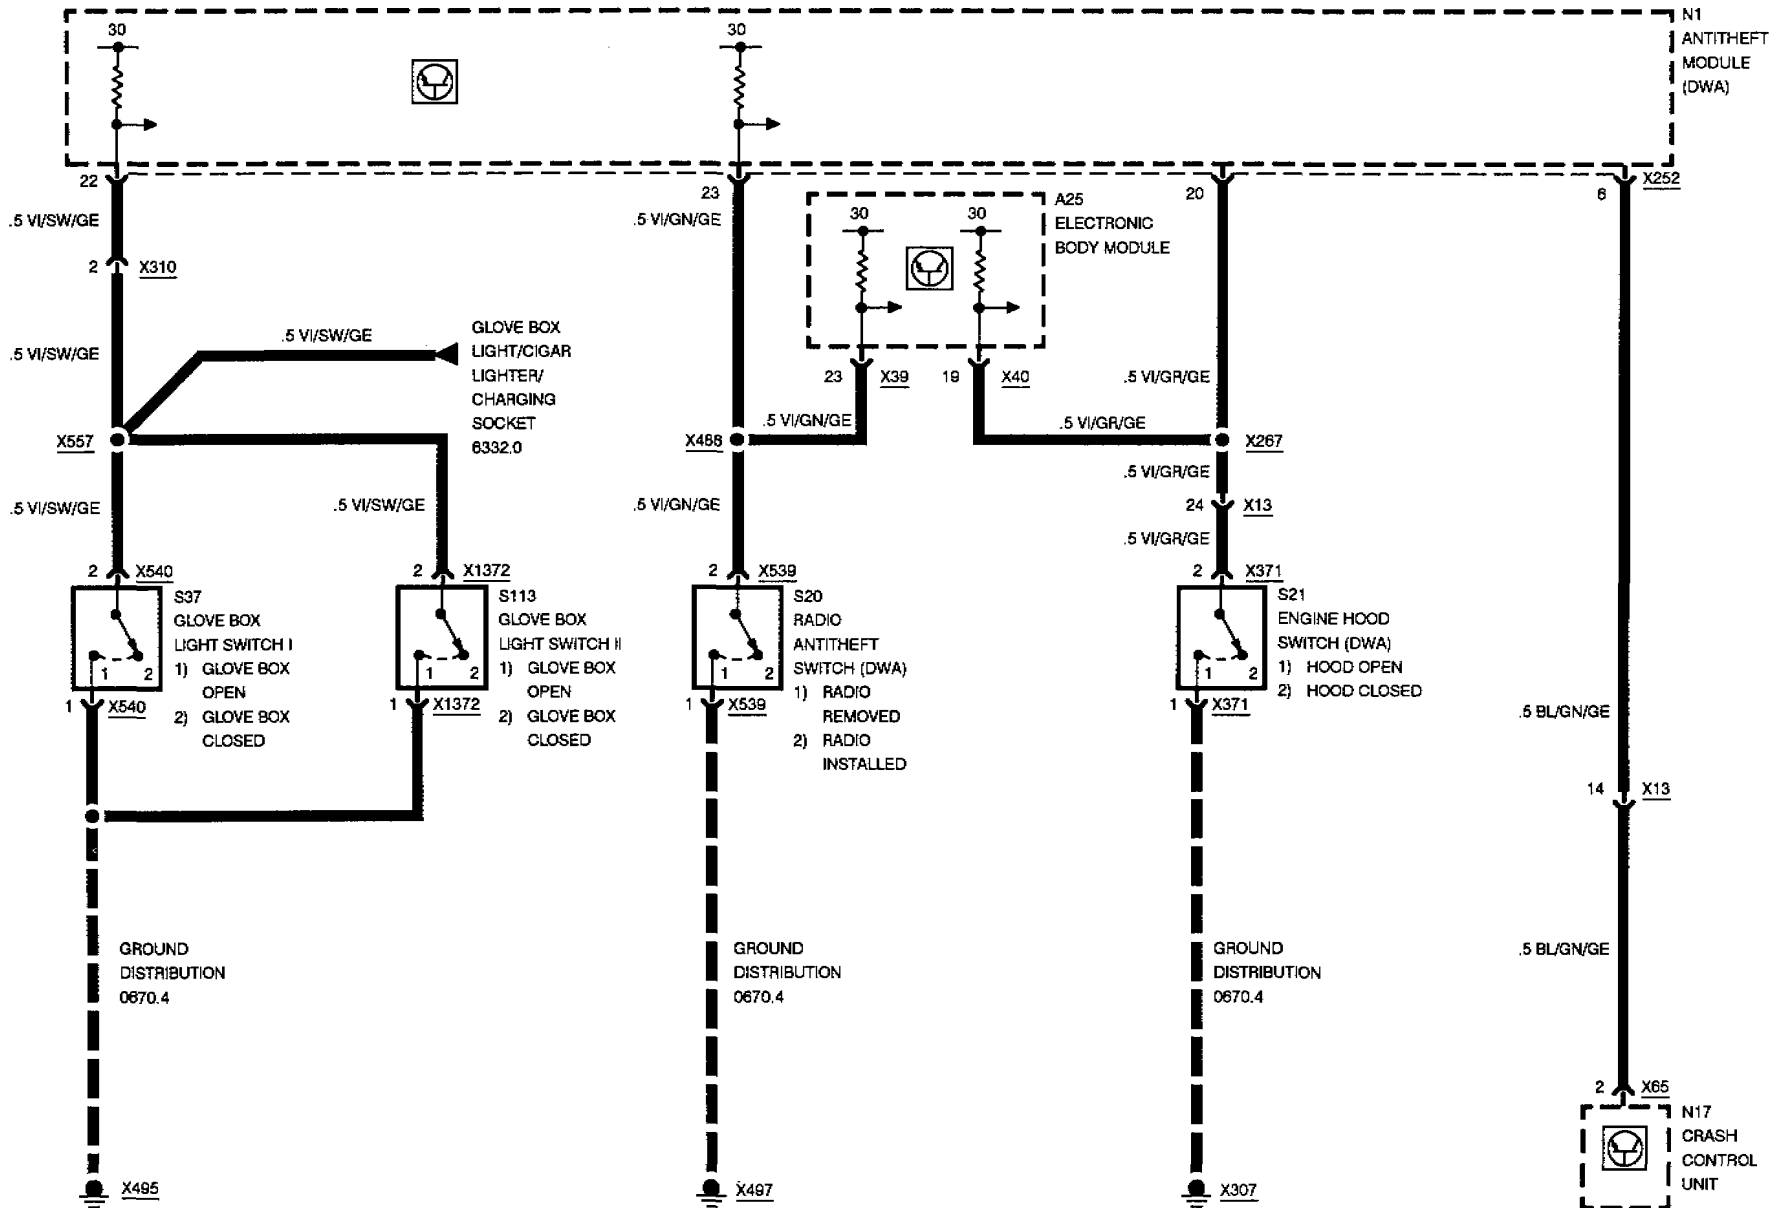 N1
ANTITHEFT
MODULE
(DWA)
30
30
22
23
20
6
X252
.5 VI/SW/GE
.5 VI/GN/GE
A25
ELECTRONIC
BODY MODULE
30
30
2
X310
.5 VI/SW/GE
.5 VI/SW/GE
GLOVE BOX
LIGHT/CIGAR
LIGHTER/
CHARGING
SOCKET
6332.0
23
X39
19
X40
.5 VI/GR/GE
.5 VI/GN/GE
.5 VI/GR/GE
X557
X488
X267
.5 VI/GR/GE
.5 VI/SW/GE
.5 VI/SW/GE
.5 VI/GN/GE
24
X13
.5 VI/GR/GE
2
X540
2
X1372
2
X539
2
X371
S37
GLOVE BOX
LIGHT SWITCH I
1) GLOVE BOX
OPEN
2) GLOVE BOX
CLOSED
1
2
1
X540
S113
GLOVE BOX
LIGHT SWITCH II
1) GLOVE BOX
OPEN
2) GLOVE BOX
CLOSED
1
2
1
X1372
S20
RADIO
ANTITHEFT
SWITCH (DWA)
1) RADIO
REMOVED
2) RADIO
INSTALLED
1
2
1
X539
S21
ENGINE HOOD
SWITCH (DWA)
1) HOOD OPEN
2) HOOD CLOSED
1
2
1
X371
.5 BL/GN/GE
14
X13
GROUND
DISTRIBUTION
0670.4
GROUND
DISTRIBUTION
0670.4
GROUND
DISTRIBUTION
0670.4
.5 BL/GN/GE
2
X65
N17
CRASH
CONTROL
UNIT
X495
X497
X307